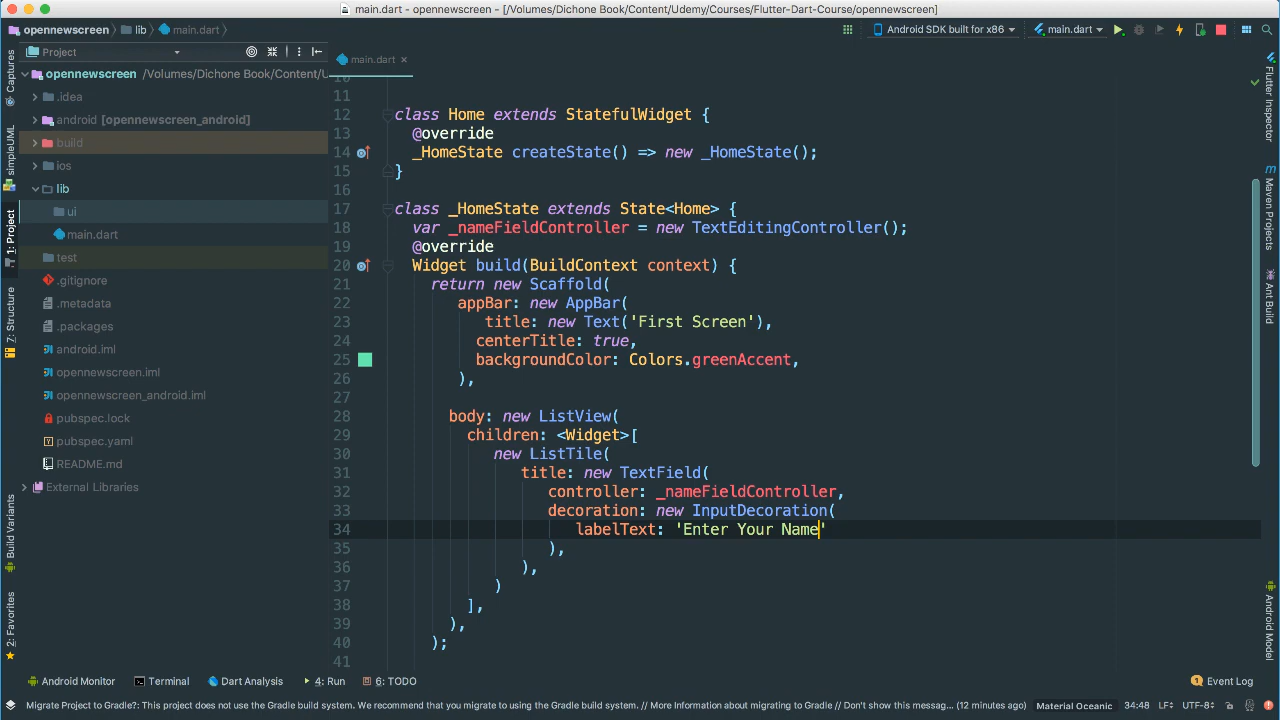 main.dart - opennewscreen - [/Volumes/Dichone Book/Content/Udemy/Courses/Flutter-Dart-Course/opennewscreen]
opennewscreen lib main.dart Android SDK built for x86 main.dart
Project main.dart
opennewscreen /Volumes/Dichone Book/Content/U
.idea
android [opennewscreen_android]
build
ios
lib
ui
main.dart
test
.gitignore
.metadata
.packages
android.iml
opennewscreen.iml
opennewscreen_android.iml
pubspec.lock
pubspec.yaml
README.md
External Libraries
Captures
simpleUML
1: Project
7: Structure
Build Variants
2: Favorites
10
11
12 class Home extends StatefulWidget {
13 @override
14 _HomeState createState() => new _HomeState();
15 }
16
17 class _HomeState extends State<Home> {
18 var _nameFieldController = new TextEditingController();
19 @override
20 Widget build(BuildContext context) {
21 return new Scaffold(
22 appBar: new AppBar(
23 title: new Text('First Screen'),
24 centerTitle: true,
25 backgroundColor: Colors.greenAccent,
26 ),
27
28 body: new ListView(
29 children: <Widget>[
30 new ListTile(
31 title: new TextField(
32 controller: _nameFieldController,
33 decoration: new InputDecoration(
34 labelText: 'Enter Your Name'
35 ),
36 ),
37 )
38 ],
39 ),
40 );
41
Flutter Inspector
m Maven Projects
Ant Build
Android Model
Android Monitor Terminal Dart Analysis 4: Run 6: TODO 1 Event Log
Migrate Project to Gradle?: This project does not use the Gradle build system. We recommend that you migrate to using the Gradle build system. // More Information about migrating to Gradle // Don't show this messag... (12 minutes ago) Material Oceanic 34:48 LF÷ UTF-8÷